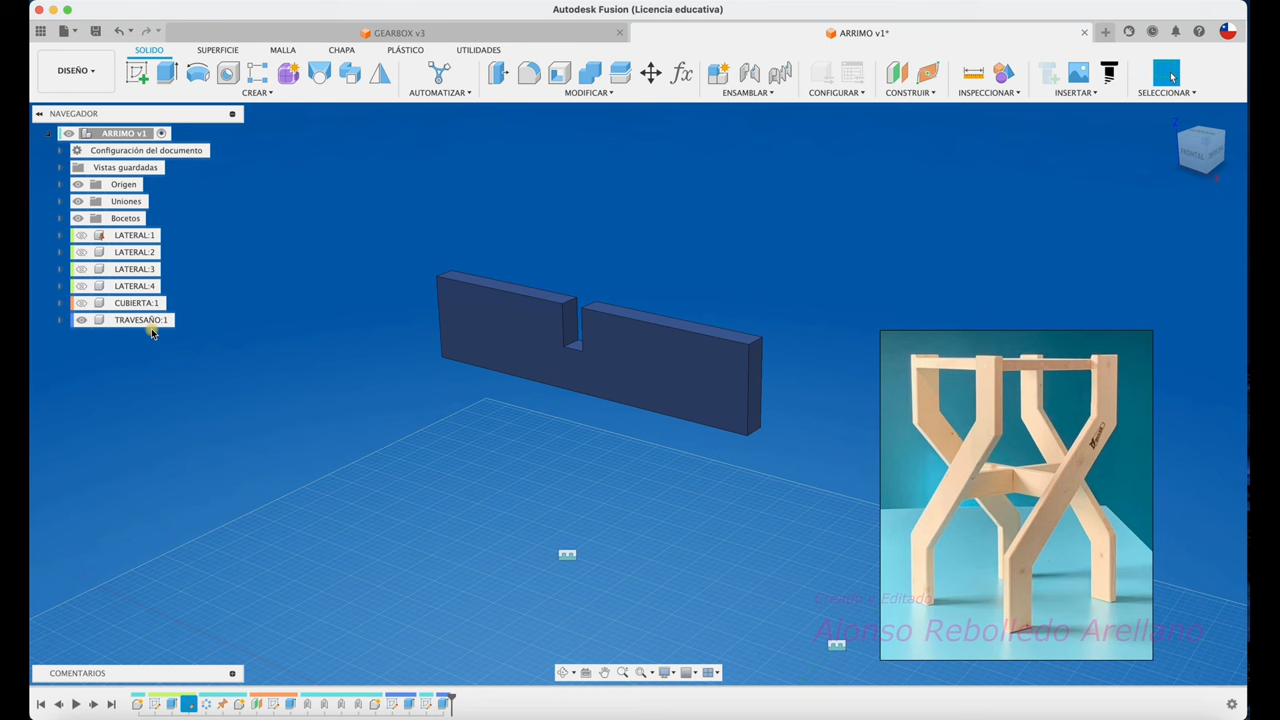 Autodesk Fusion (Licencia educativa)
GEARBOX v3
ARRIMO v1*
DISEÑO
SOLIDO
SUPERFICIE
MALLA
CHAPA
PLÁSTICO
UTILIDADES
CREAR
AUTOMATIZAR
MODIFICAR
ENSAMBLAR
CONFIGURAR
CONSTRUIR
INSPECCIONAR
INSERTAR
SELECCIONAR
NAVEGADOR
ARRIMO v1
Configuración del documento
Vistas guardadas
Origen
Uniones
Bocetos
LATERAL:1
LATERAL:2
LATERAL:3
LATERAL:4
CUBIERTA:1
TRAVESAÑO:1
Z
FRONTAL
Creado y Editado
Alonso Rebolledo Arellano
COMENTARIOS